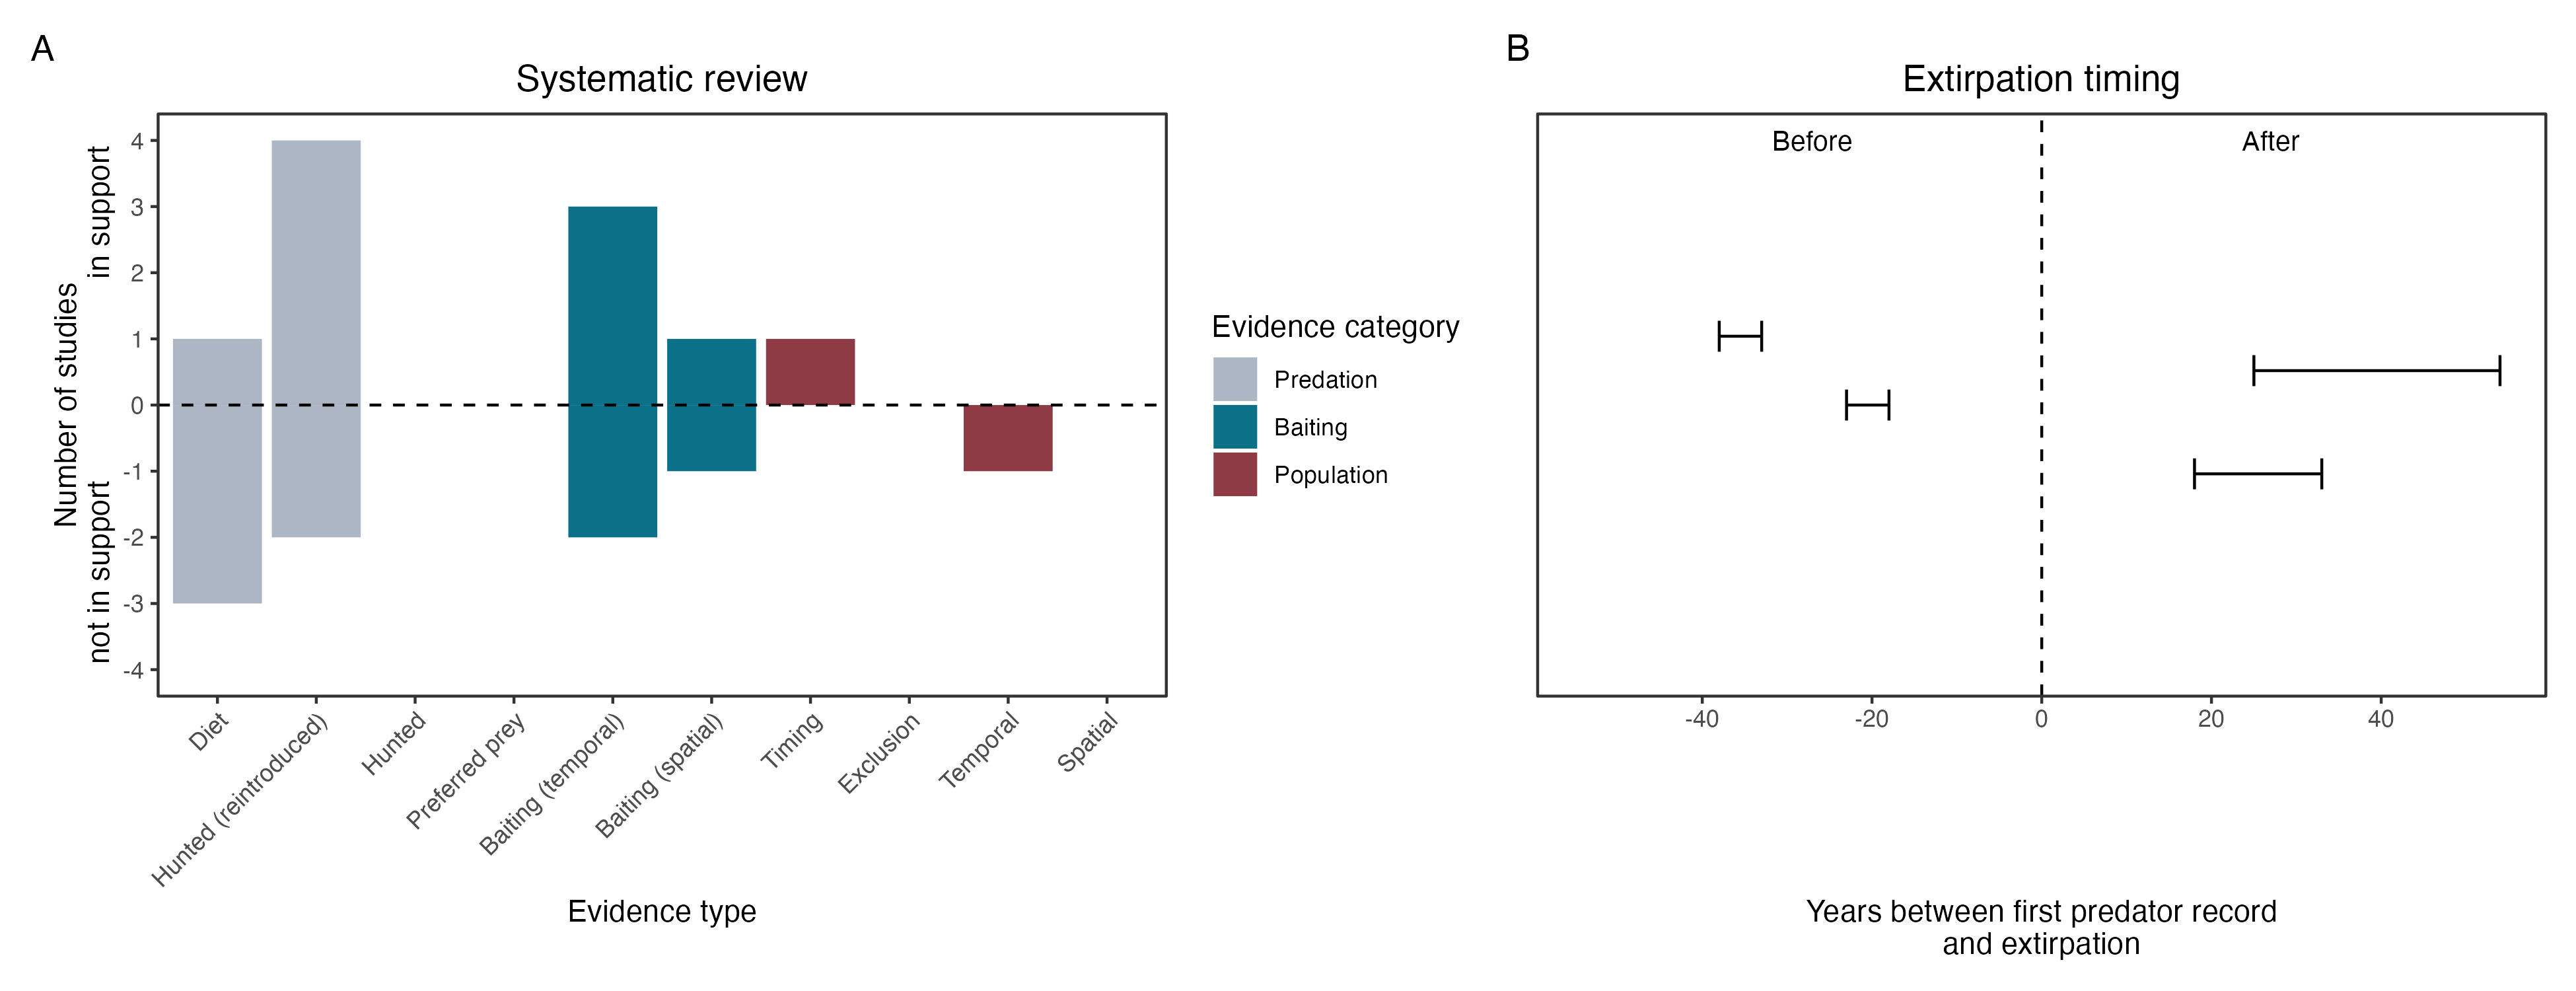 A
Systematic review
Number of studies
not in support in support
4
3
2
1
0
-1
-2
-3
-4
Diet
Hunted (reintroduced)
Hunted
Preferred prey
Baiting (temporal)
Baiting (spatial)
Timing
Exclusion
Temporal
Spatial
Evidence type
Evidence category
Predation
Baiting
Population
B
Extirpation timing
Before
After
-40
-20
0
20
40
Years between first predator record
and extirpation